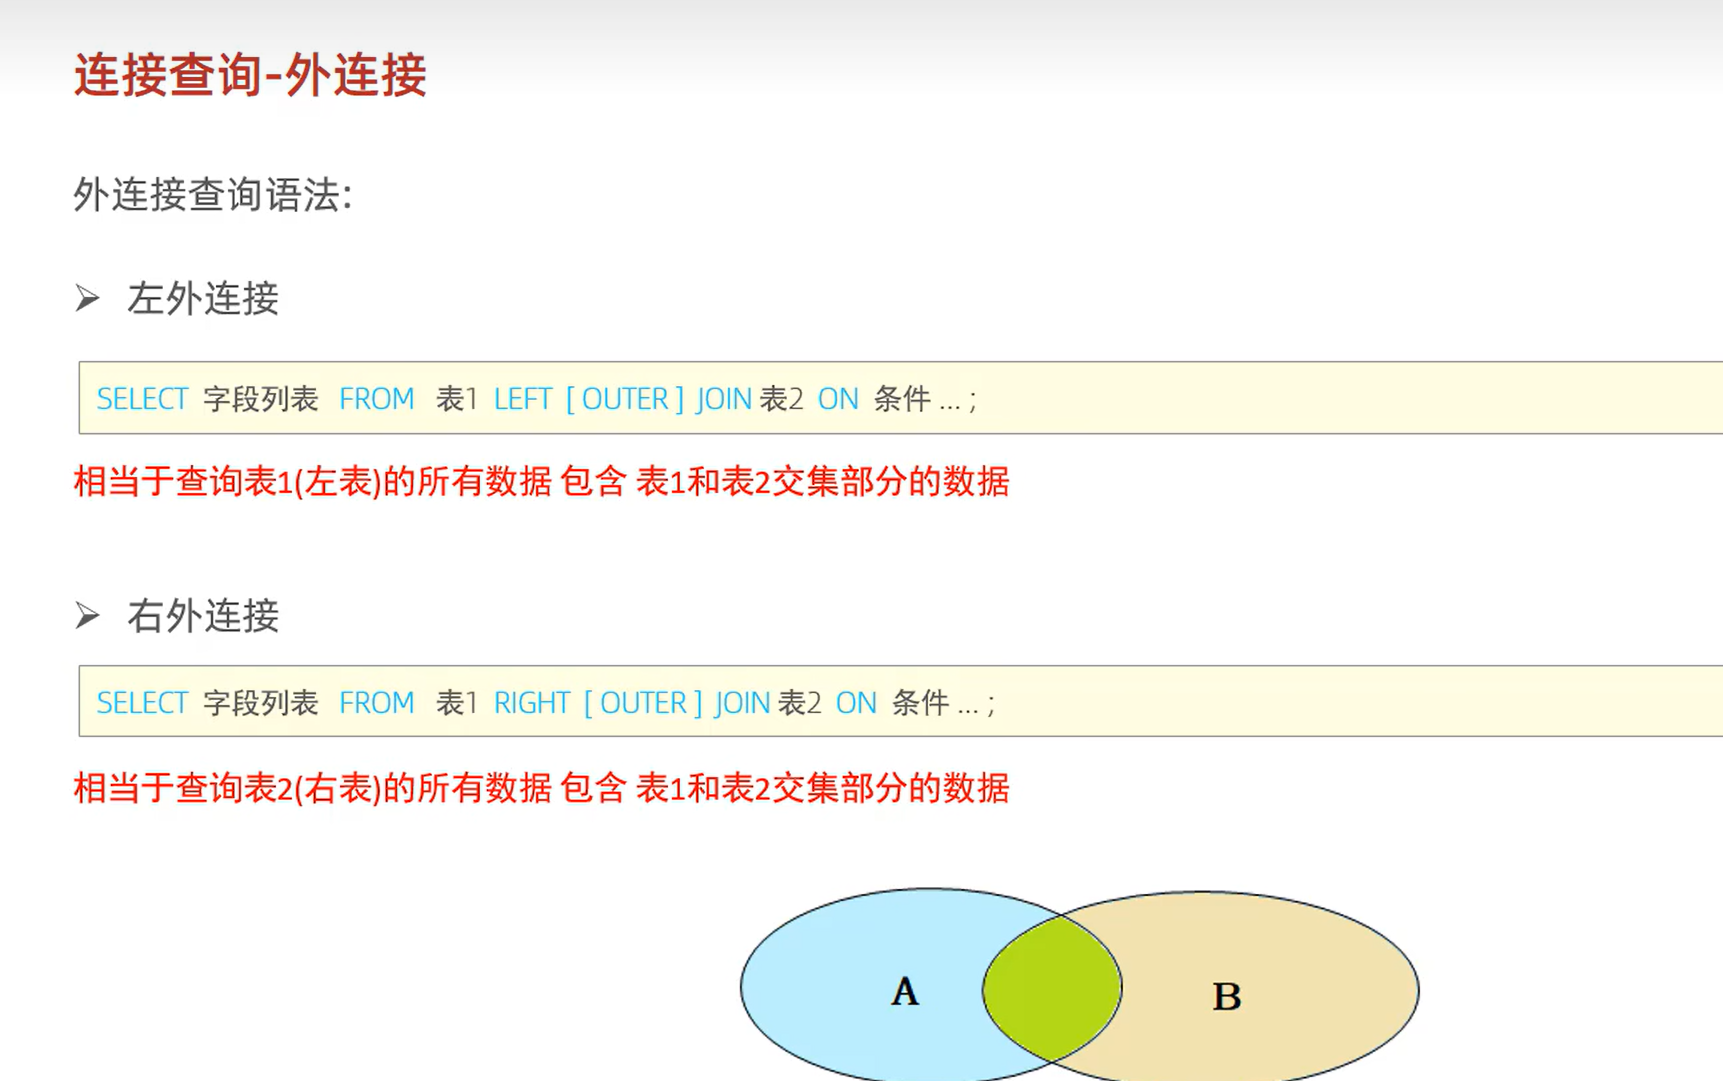 连接查询-外连接
外连接查询语法:
➢ 左外连接
SELECT 字段列表 FROM 表1 LEFT [ OUTER ] JOIN 表2 ON 条件 ... ;
相当于查询表1(左表)的所有数据 包含 表1和表2交集部分的数据
➢ 右外连接
SELECT 字段列表 FROM 表1 RIGHT [ OUTER ] JOIN 表2 ON 条件 ... ;
相当于查询表2(右表)的所有数据 包含 表1和表2交集部分的数据
A B